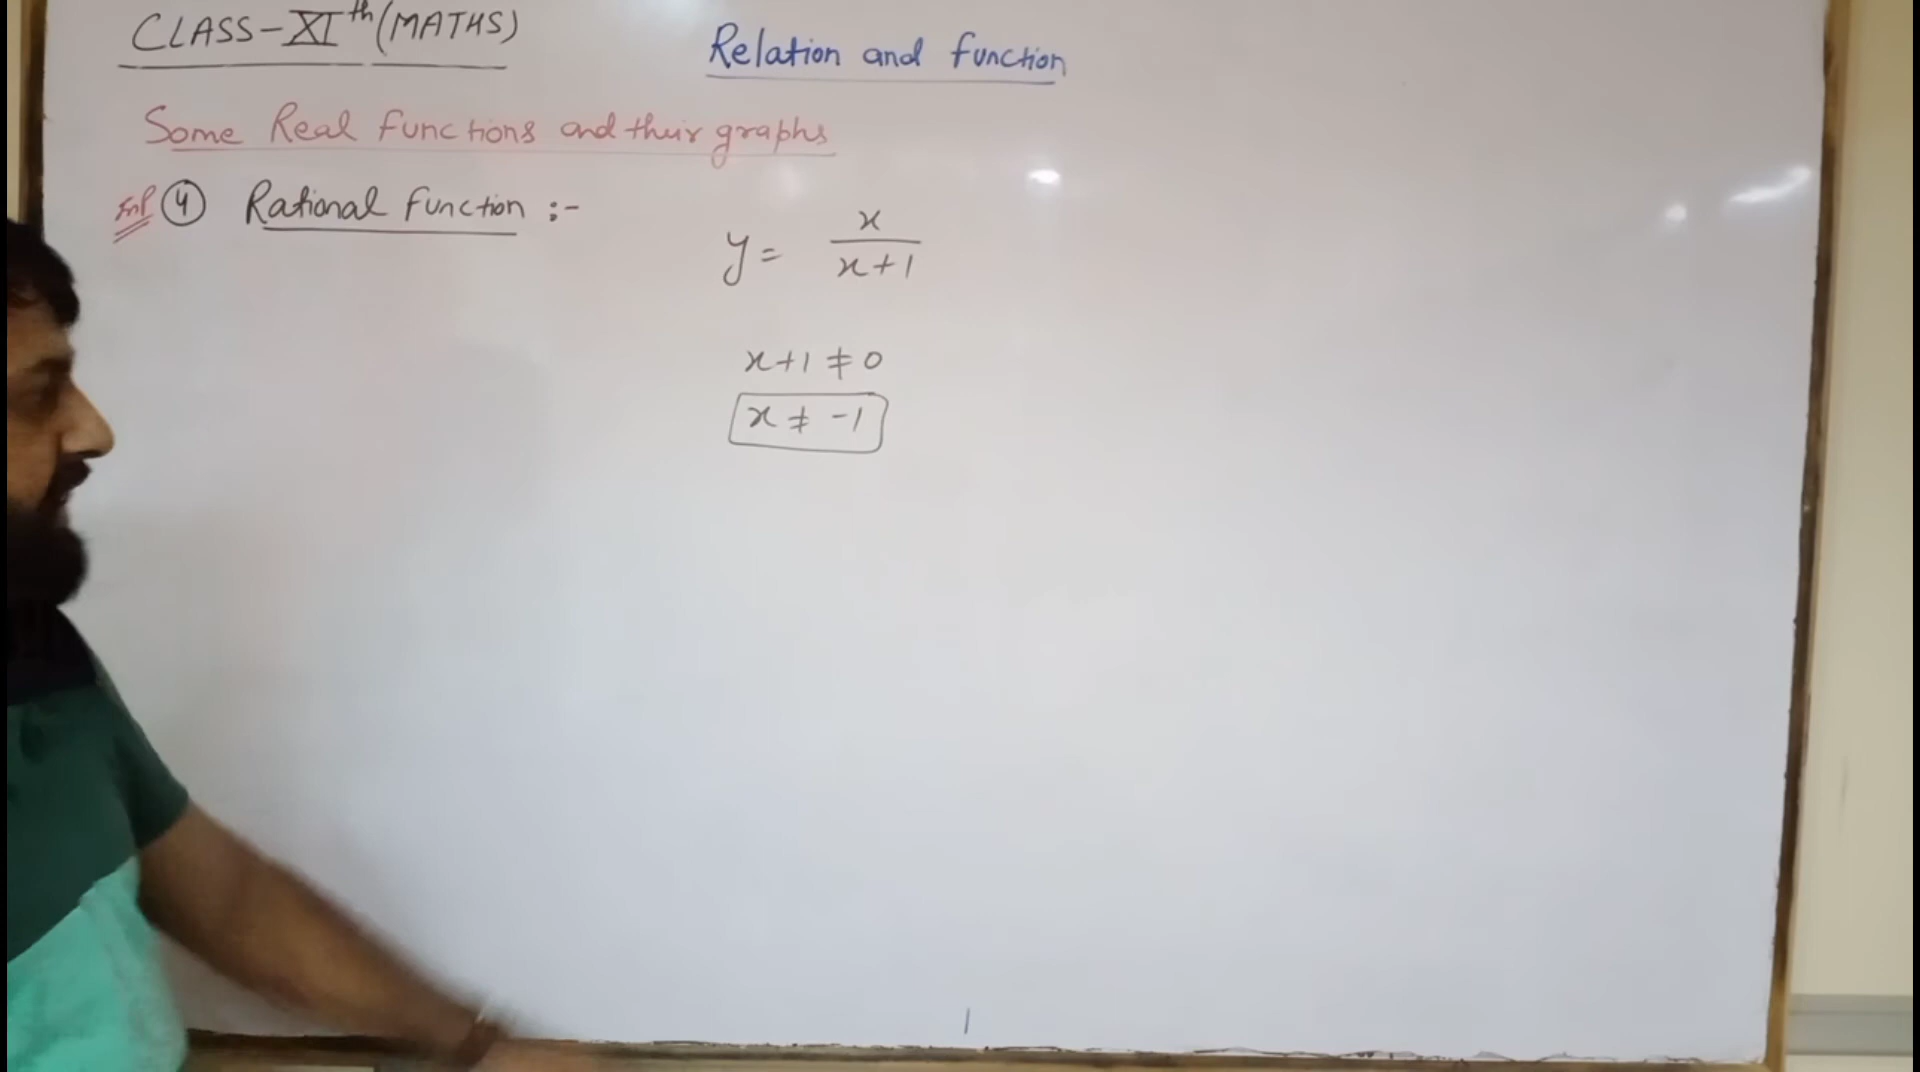 CLASS-XIth (MATHS)
Relation and function
Some Real functions and their graphs
Imp ④ Rational function :-
y = x/(x+1)
x+1 ≠ 0
x ≠ -1